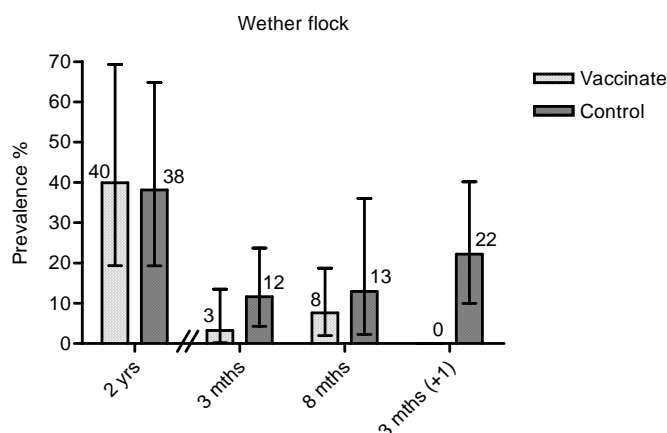 Wether flock
70
60
50
40
30
20
10
0
Prevalence %
40
38
3
12
8
13
0
22
2 yrs
3 mths
8 mths
3 mths (+1)
Vaccinate
Control